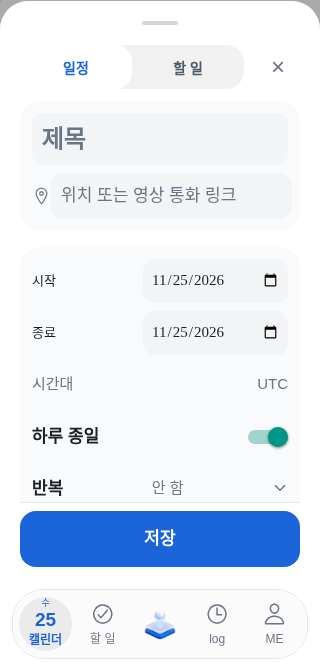 일정
할 일
제목
위치 또는 영상 통화 링크
시작 11/25/2026
종료 11/25/2026
시간대 UTC
하루 종일
반복 안 함
저장
수
25
캘린더
할 일
log
ME